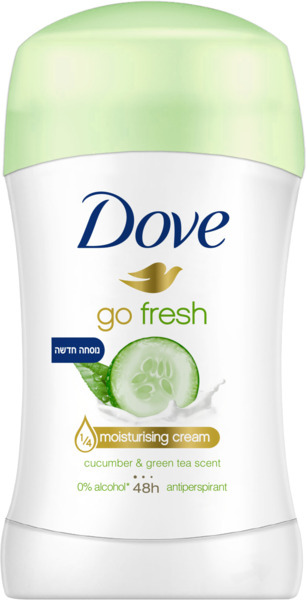 Dove
go fresh
נוסחה חדשה
1/4 moisturising cream
cucumber & green tea scent
0% alcohol* 48h antiperspirant